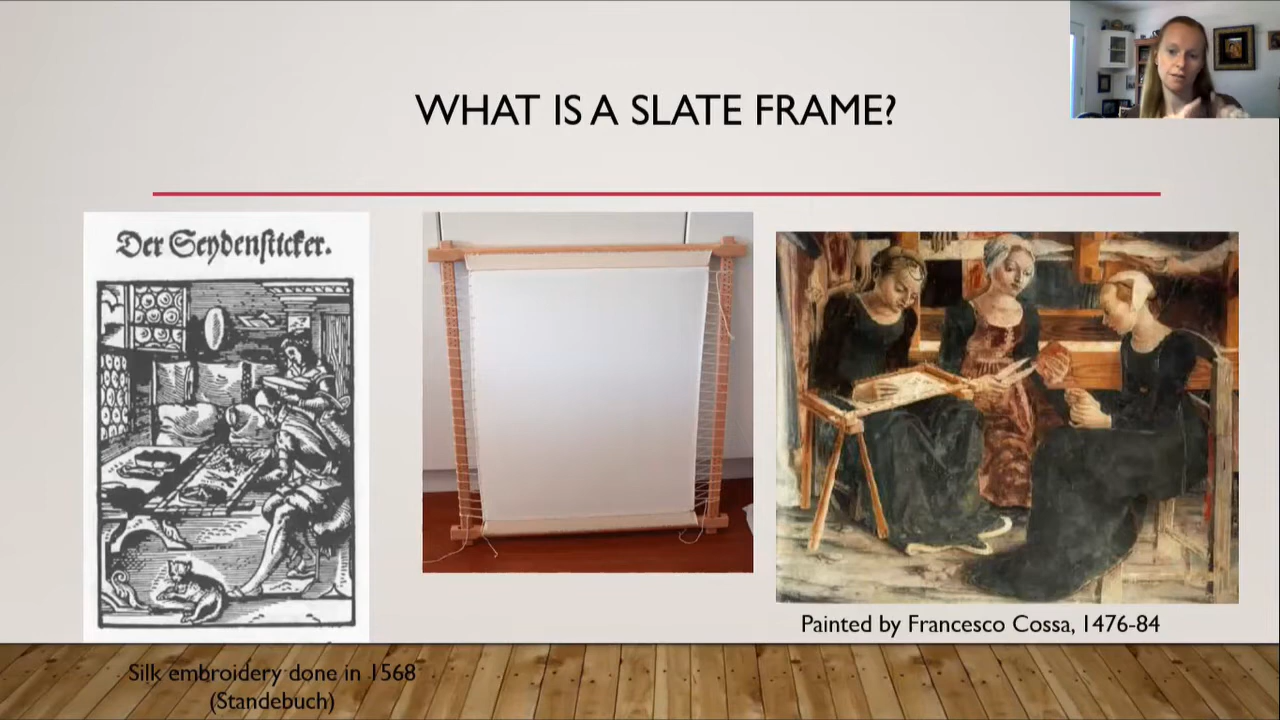 WHAT IS A SLATE FRAME?
Der Seydensticker.
Painted by Francesco Cossa, 1476-84
Silk embroidery done in 1568
(Standebuch)